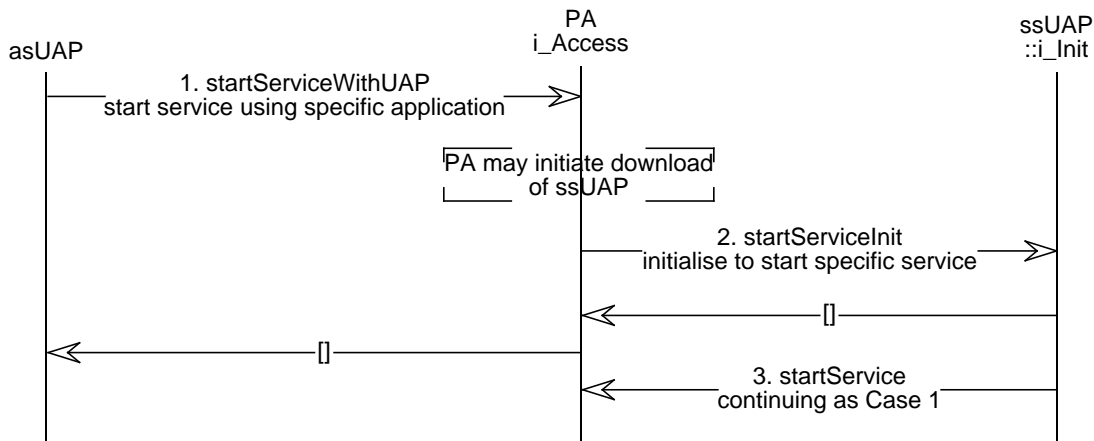 asUAP
PA
i_Access
ssUAP
::i_Init
1. startServiceWithUAP
start service using specific application
PA may initiate download
of ssUAP
2. startServiceInit
initialise to start specific service
[]
[]
3. startService
continuing as Case 1